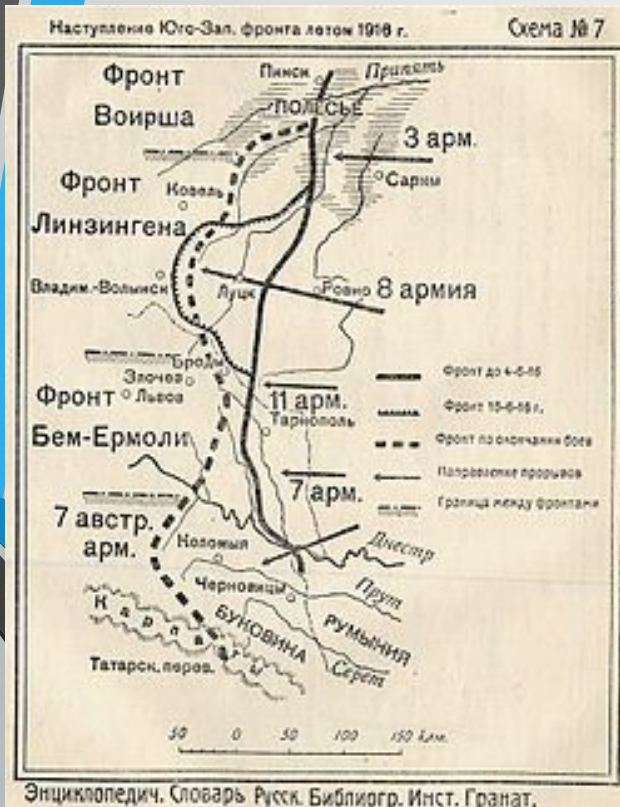 Наступление Юго-Зап. фронта летом 1916 г.
Схема № 7
Фронт
Воирша
Пинск
Припять
ПОЛЕСЬЕ
3 арм.
Сарны
Фронт
Линзингена
Ковель
Владим.-Волынск
Луцк
Ровно
8 армия
Броды
Злочев
Львов
Фронт
Бем-Ермоли
11 арм.
Тарнополь
7 арм.
Фронт до 4-6-16
Фронт 15-6-16 г.
Фронт по окончании боев
Направление прорывов
Граница между фронтами
7 австр.
арм.
Коломыя
Днестр
Черновицы
Прут
БУКОВИНА
РУМЫНИЯ
Карпаты
Татарск. перев.
Серет
50 0 50 100 150 клм.
Энциклопедич. Словарь Русск. Библиогр. Инст. Гранат.